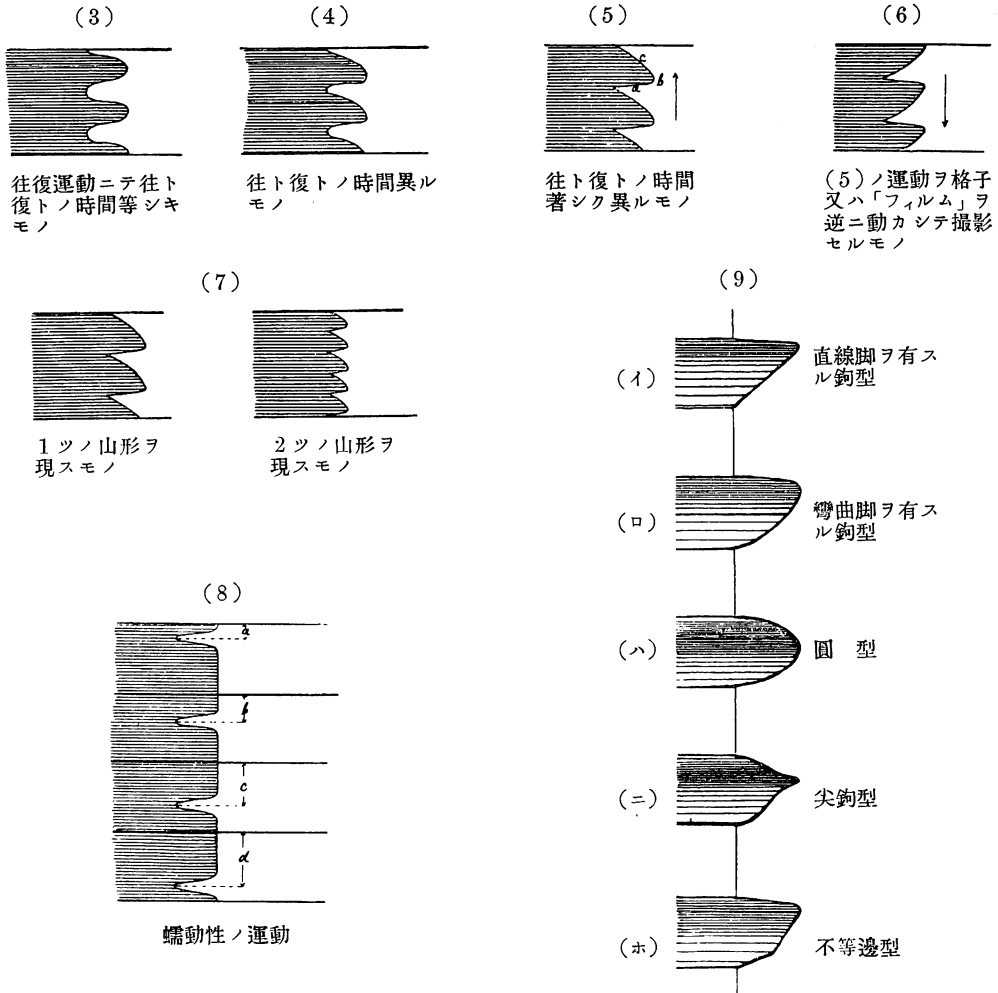 (3)
往復運動ニテ往ト
復トノ時間等シキ
モノ
(4)
往ト復トノ時間異ル
モノ
(5)
c
b
a
往ト復トノ時間
著シク異ルモノ
(6)
(5)ノ運動ヲ格子
又ハ「フィルム」ヲ
逆ニ動カシテ撮影
セルモノ
(7)
1ツノ山形ヲ
現スモノ
2ツノ山形ヲ
現スモノ
(8)
a
b
c
d
蠕動性ノ運動
(9)
(イ)
直線脚ヲ有ス
ル鉤型
(ロ)
彎曲脚ヲ有ス
ル鉤型
(ハ)
圓 型
(ニ)
尖鉤型
(ホ)
不等邊型